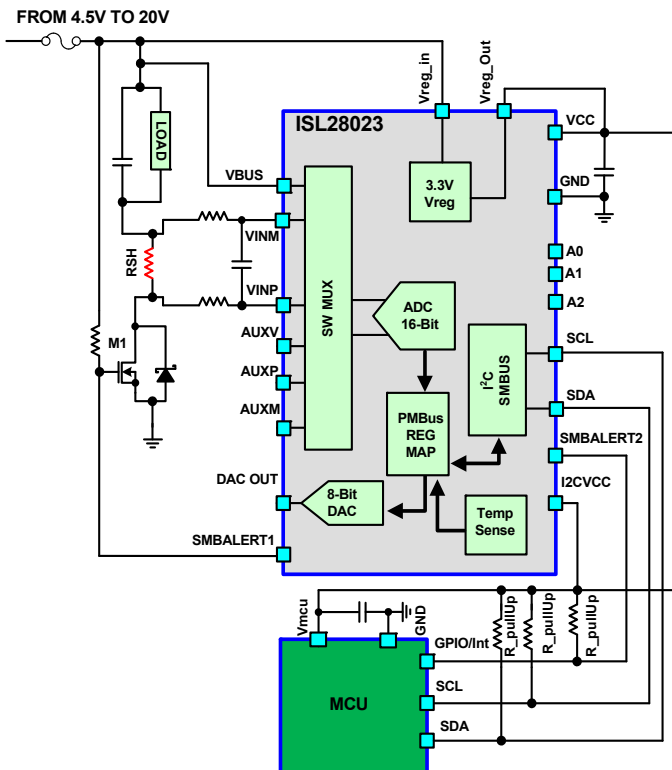 FROM 4.5V TO 20V
Vreg_in
Vreg_Out
ISL28023
VCC
LOAD
VBUS
3.3V
Vreg
GND
VINM
RSH
SW MUX
A0
A1
A2
VINP
ADC
16-Bit
M1
AUXV
SCL
I²C
SMBUS
AUXP
SDA
AUXM
PMBus
REG
MAP
SMBALERT2
DAC OUT
8-Bit
DAC
Temp
Sense
I2CVCC
SMBALERT1
Vmcu
GND
R_pullUp
R_pullUp
R_pullUp
GPIO/Int
MCU
SCL
SDA